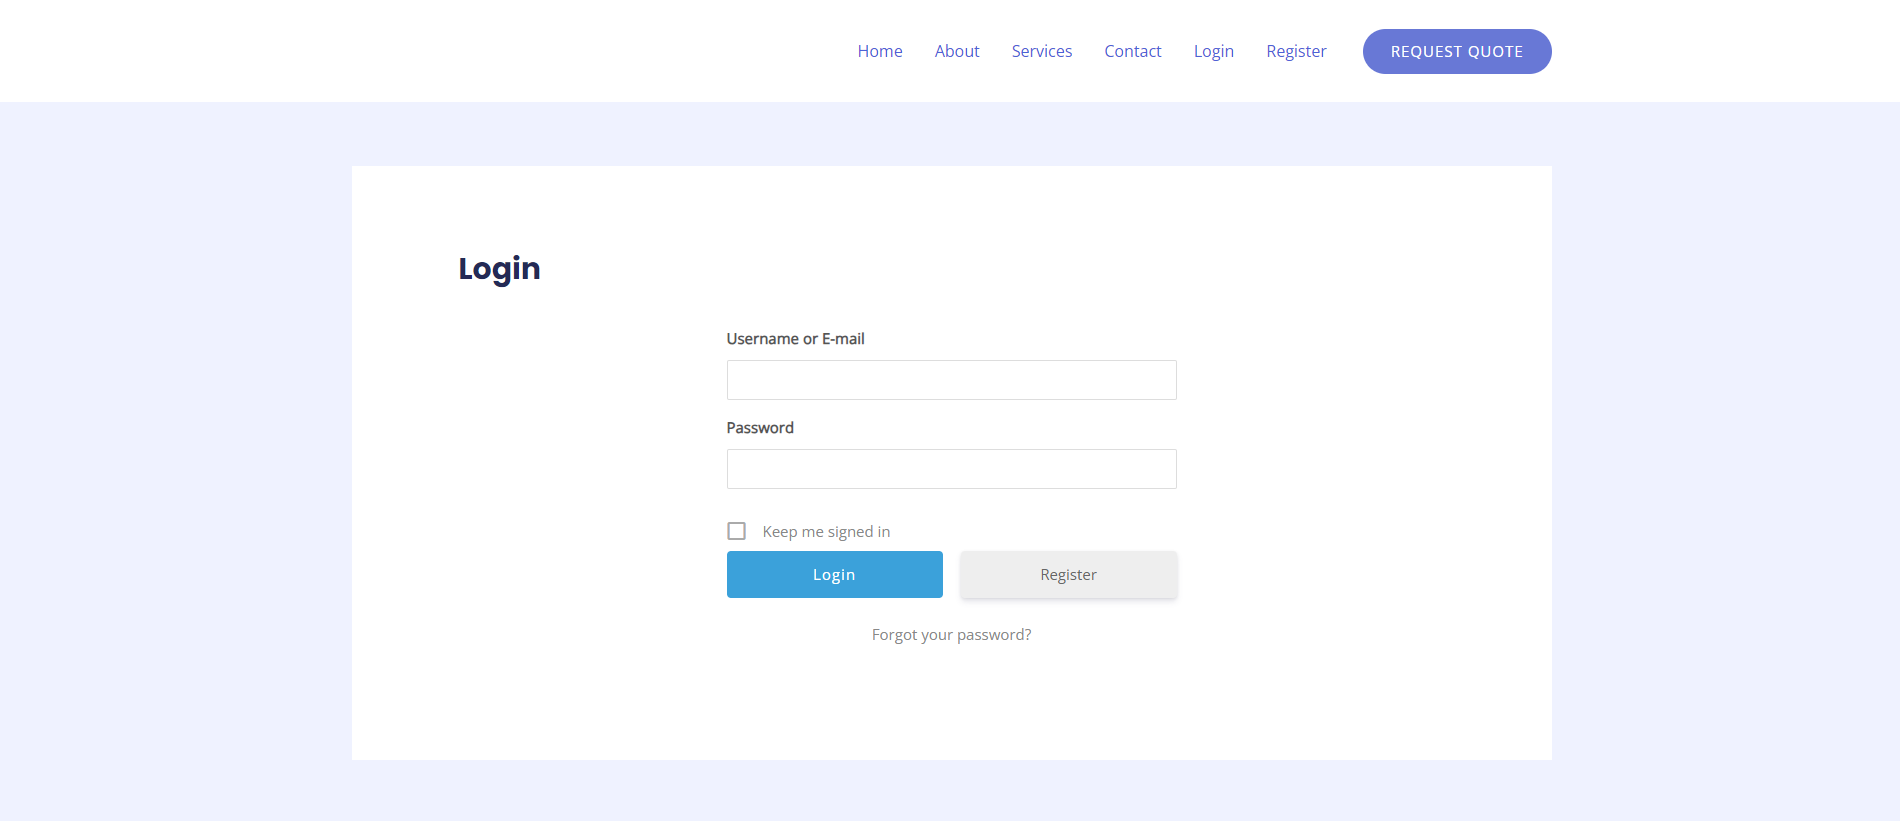 Home About Services Contact Login Register REQUEST QUOTE
Login
Username or E-mail
Password
Keep me signed in
Login Register
Forgot your password?